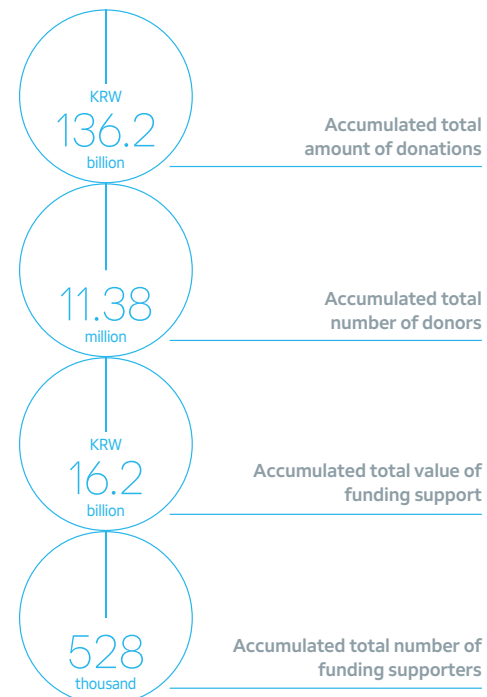 KRW
136.2
billion
Accumulated total
amount of donations
11.38
million
Accumulated total
number of donors
KRW
16.2
billion
Accumulated total value of
funding support
528
thousand
Accumulated total number of
funding supporters